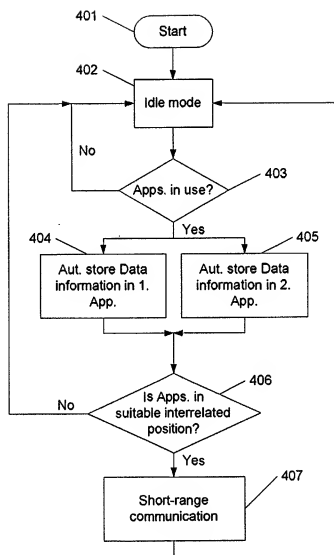 401
Start
402
Idle mode
No
403
Apps. in use?
Yes
404
405
Aut. store Data
information in 1.
App.
Aut. store Data
information in 2.
App.
406
Is Apps. in
suitable interrelated
position?
No
Yes
407
Short-range
communication